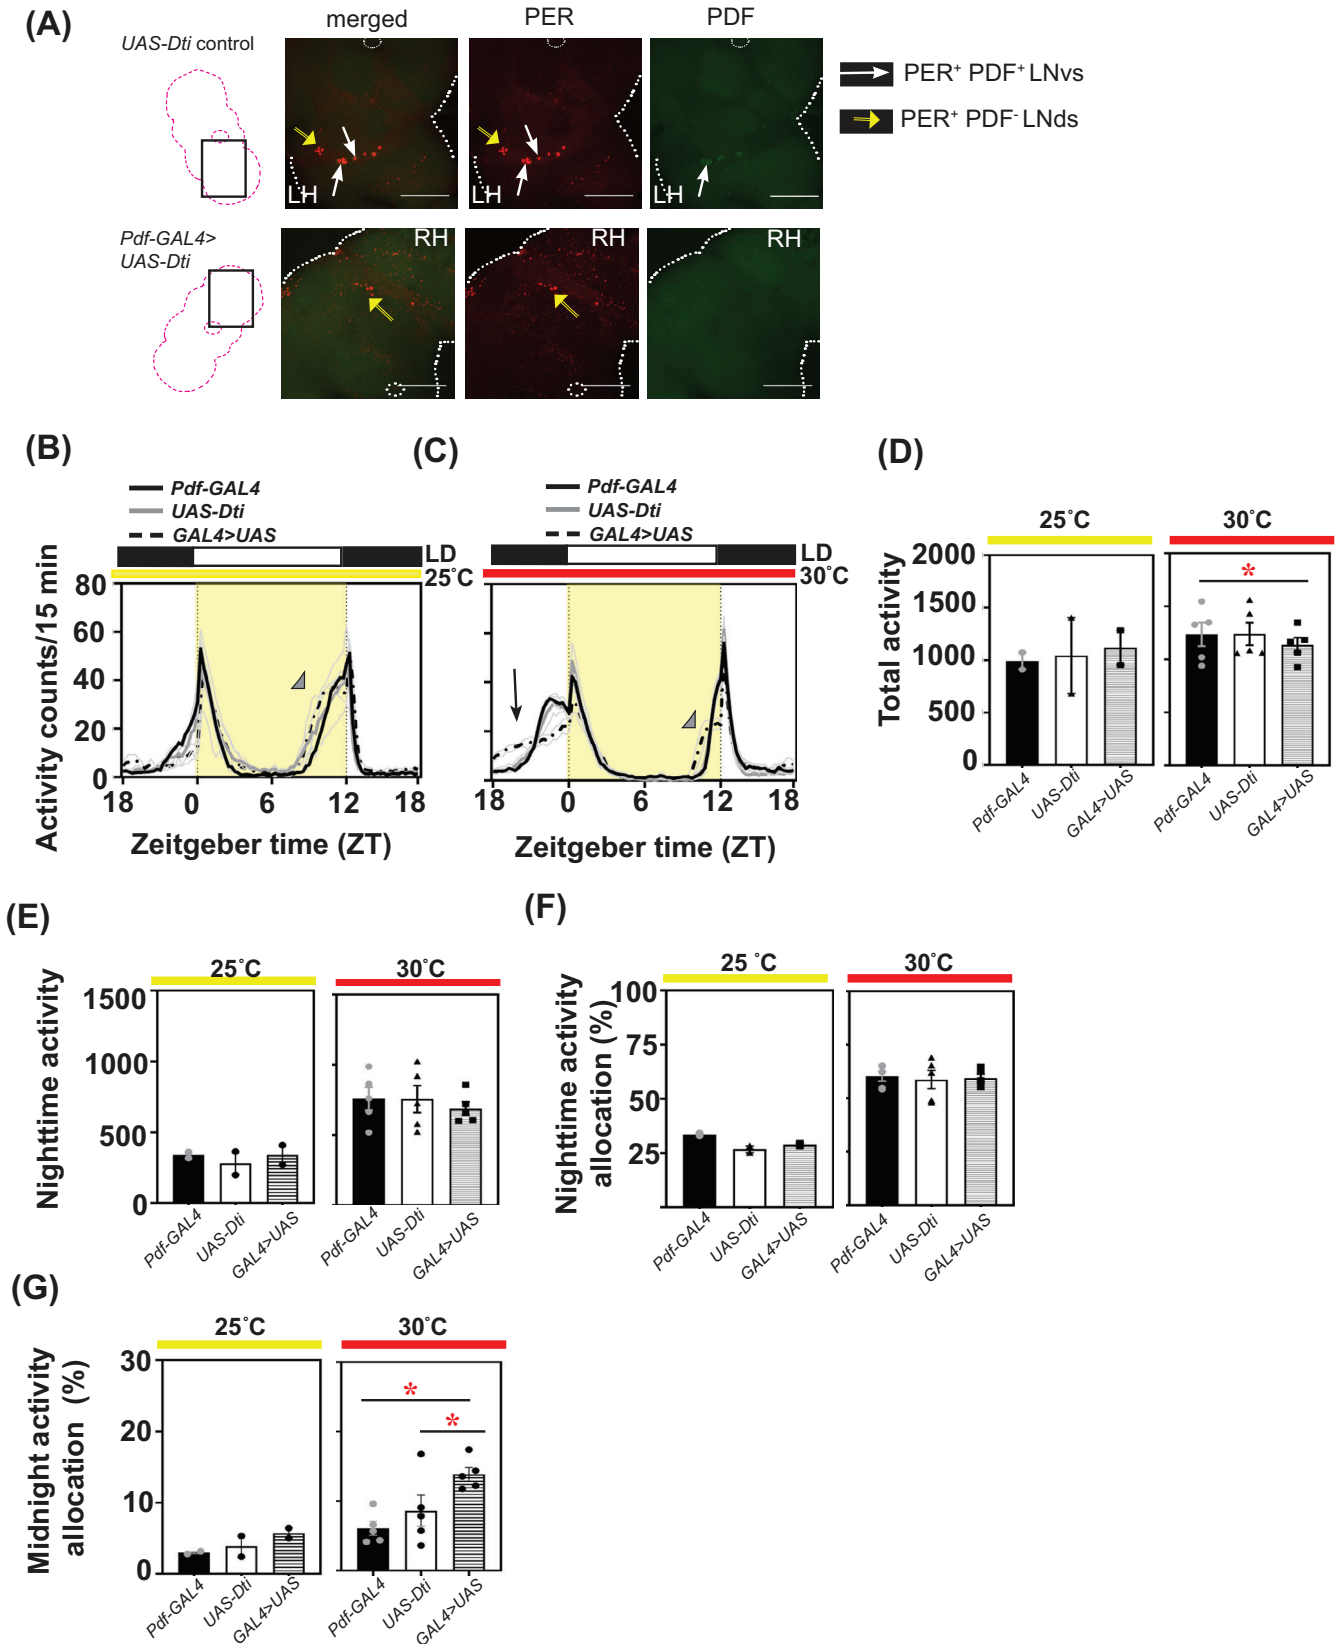 (A)
merged PER PDF
UAS-Dti control
LH LH LH
PER+ PDF+ LNvs
PER+ PDF- LNds
Pdf-GAL4>
UAS-Dti
RH RH RH
(B)
Pdf-GAL4
UAS-Dti
GAL4>UAS
LD
25˚C
Activity counts/15 min
80
60
40
20
0
18 0 6 12 18
Zeitgeber time (ZT)
(C)
Pdf-GAL4
UAS-Dti
GAL4>UAS
LD
30˚C
18 0 6 12 18
Zeitgeber time (ZT)
(D)
25˚C 30˚C
Total activity
2000
1500
1000
500
0
*
Pdf-GAL4 UAS-Dti GAL4>UAS Pdf-GAL4 UAS-Dti GAL4>UAS
(E)
25˚C 30˚C
Nighttime activity
1500
1000
500
0
Pdf-GAL4 UAS-Dti GAL4>UAS Pdf-GAL4 UAS-Dti GAL4>UAS
(F)
25 ˚C 30˚C
Nighttime activity
allocation (%)
100
75
50
25
Pdf-GAL4 UAS-Dti GAL4>UAS Pdf-GAL4 UAS-Dti GAL4>UAS
(G)
25˚C 30˚C
Midnight activity
allocation (%)
30
20
10
0
*
*
Pdf-GAL4 UAS-Dti GAL4>UAS Pdf-GAL4 UAS-Dti GAL4>UAS